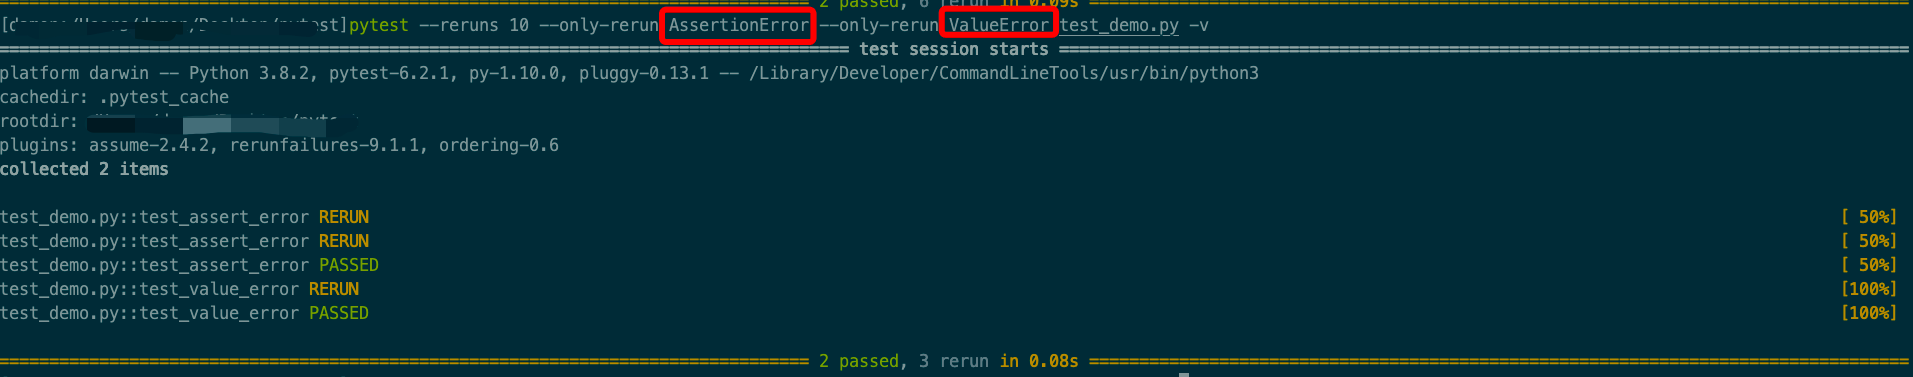 2 passed, 6 rerun in 0.09s
pytest --reruns 10 --only-rerun AssertionError --only-rerun ValueError test_demo.py -v
test session starts
platform darwin -- Python 3.8.2, pytest-6.2.1, py-1.10.0, pluggy-0.13.1 -- /Library/Developer/CommandLineTools/usr/bin/python3
cachedir: .pytest_cache
rootdir:
plugins: assume-2.4.2, rerunfailures-9.1.1, ordering-0.6
collected 2 items
test_demo.py::test_assert_error RERUN [ 50%]
test_demo.py::test_assert_error RERUN [ 50%]
test_demo.py::test_assert_error PASSED [ 50%]
test_demo.py::test_value_error RERUN [100%]
test_demo.py::test_value_error PASSED [100%]
2 passed, 3 rerun in 0.08s